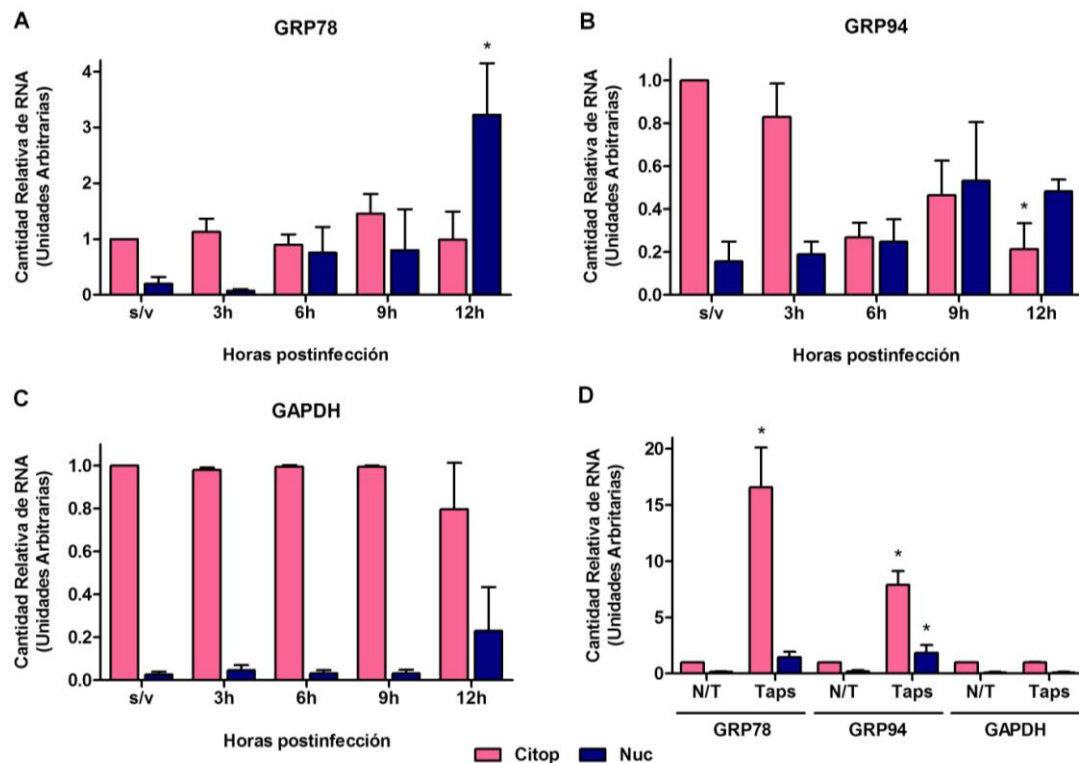 A
GRP78
Cantidad Relativa de RNA
(Unidades Arbitrarias)
4
3
2
1
0
*
s/v 3h 6h 9h 12h
Horas postinfección
B
GRP94
Cantidad Relativa de RNA
(Unidades Arbitrarias)
1.0
0.8
0.6
0.4
0.2
0.0
*
s/v 3h 6h 9h 12h
Horas postinfección
C
GAPDH
Cantidad Relativa de RNA
(Unidades Arbitrarias)
1.0
0.8
0.6
0.4
0.2
0.0
s/v 3h 6h 9h 12h
Horas postinfección
D
Cantidad Relativa de RNA
(Unidades Arbritarias)
20
15
10
5
0
*
*
*
N/T Taps N/T Taps N/T Taps
GRP78 GRP94 GAPDH
Citop Nuc